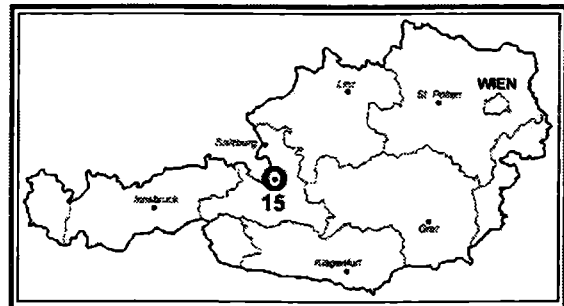 Linz
WIEN
St. Pölten
Salzburg
15
Innsbruck
Graz
Klagenfurt